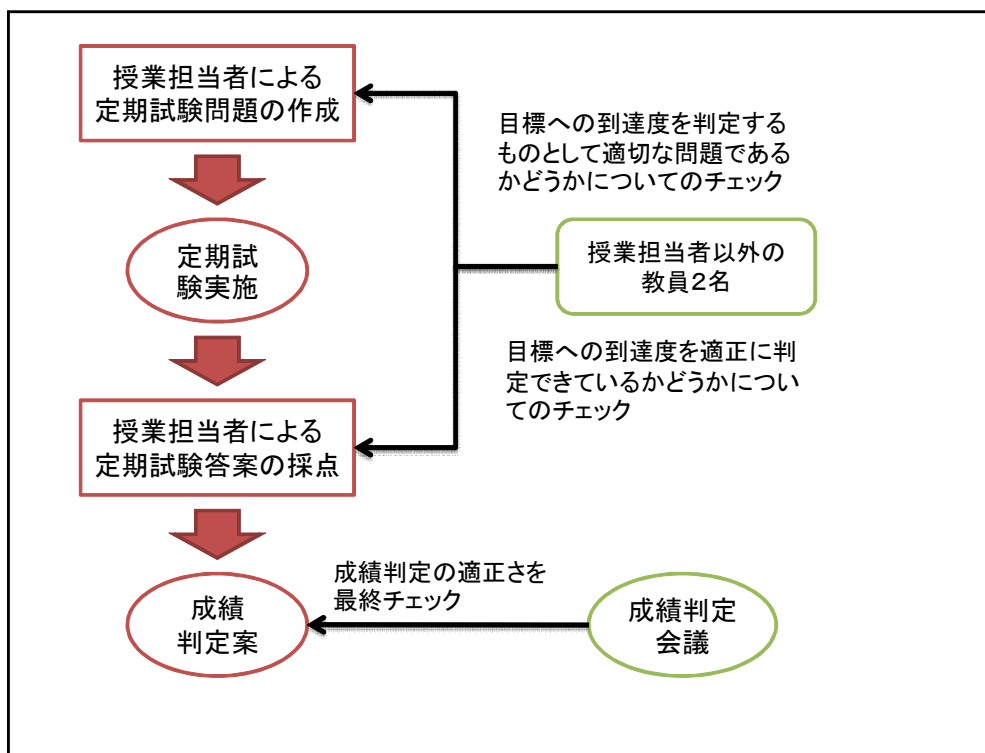 授業担当者による
定期試験問題の作成
目標への到達度を判定する
ものとして適切な問題である
かどうかについてのチェック
定期試
験実施
授業担当者以外の
教員２名
目標への到達度を適正に判
定できているかどうかについ
てのチェック
授業担当者による
定期試験答案の採点
成績判定の適正さを
最終チェック
成績
判定案
成績判定
会議